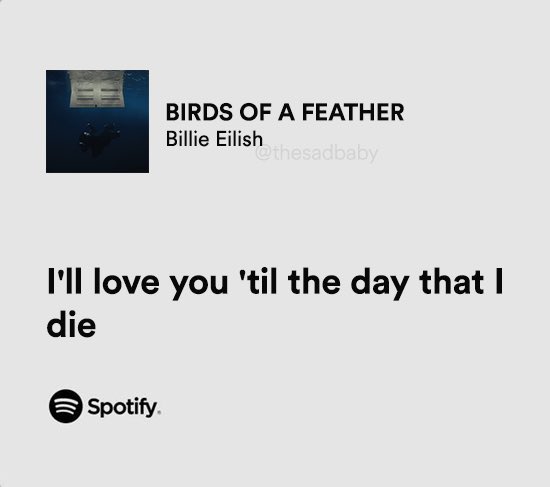 BIRDS OF A FEATHER
Billie Eilish
@thesadbaby
I'll love you 'til the day that I
die
Spotify®